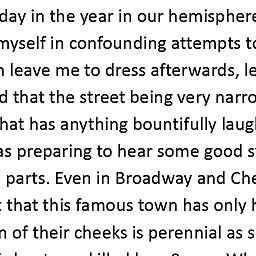 day in the year in our hemisphere
myself in confounding attempts to
leave me to dress afterwards, le
that the street being very narro
hat has anything bountifully laugh
as preparing to hear some good s
parts. Even in Broadway and Che
that this famous town has only h
of their cheeks is perennial as s